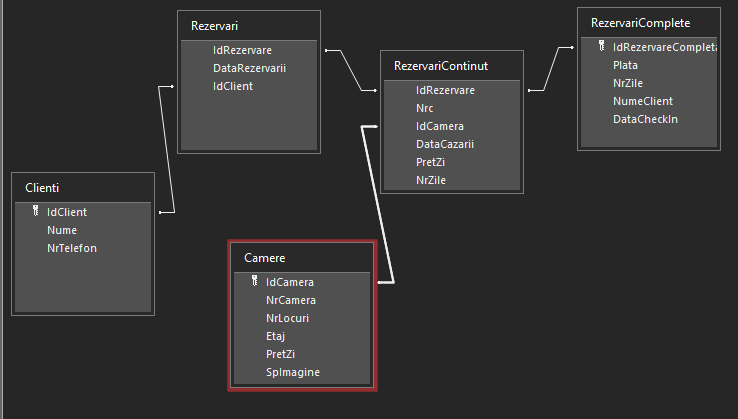 Rezervari
IdRezervare
DataRezervarii
IdClient
RezervariContinut
IdRezervare
Nrc
IdCamera
DataCazarii
PretZi
NrZile
RezervariComplete
IdRezervareCompleta
Plata
NrZile
NumeClient
DataCheckIn
Clienti
IdClient
Nume
NrTelefon
Camere
IdCamera
NrCamera
NrLocuri
Etaj
PretZi
SpImagine